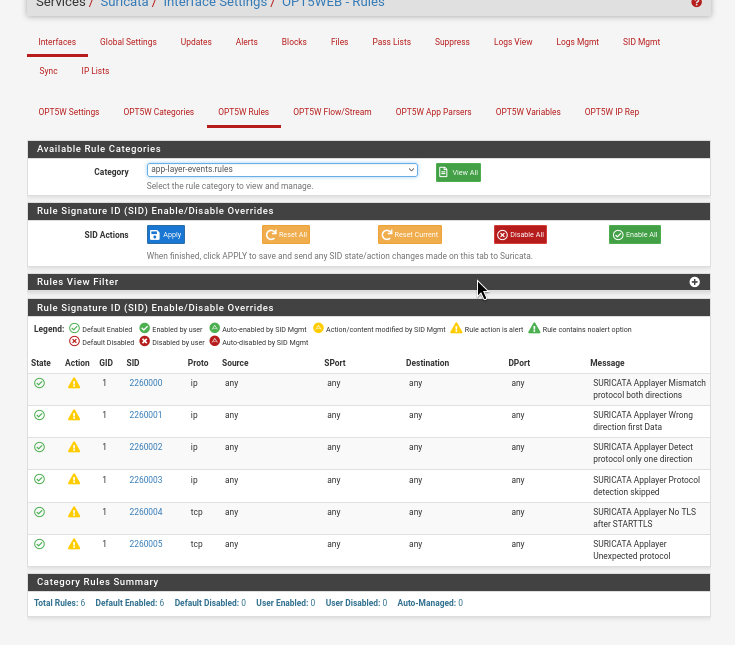 Services / Suricata / Interface Settings / OPT5WEB - Rules
Interfaces Global Settings Updates Alerts Blocks Files Pass Lists Suppress Logs View Logs Mgmt SID Mgmt
Sync IP Lists
OPT5W Settings OPT5W Categories OPT5W Rules OPT5W Flow/Stream OPT5W App Parsers OPT5W Variables OPT5W IP Rep
Available Rule Categories
Category app-layer-events.rules View All
Select the rule category to view and manage.
Rule Signature ID (SID) Enable/Disable Overrides
SID Actions Apply Reset All Reset Current Disable All Enable All
When finished, click APPLY to save and send any SID state/action changes made on this tab to Suricata.
Rules View Filter
Rule Signature ID (SID) Enable/Disable Overrides
Legend: Default Enabled Enabled by user Auto-enabled by SID Mgmt Action/content modified by SID Mgmt Rule action is alert Rule contains noalert option
Default Disabled Disabled by user Auto-disabled by SID Mgmt
State Action GID SID Proto Source SPort Destination DPort Message
1 2260000 ip any any any any SURICATA Applayer Mismatch
protocol both directions
1 2260001 ip any any any any SURICATA Applayer Wrong
direction first Data
1 2260002 ip any any any any SURICATA Applayer Detect
protocol only one direction
1 2260003 ip any any any any SURICATA Applayer Protocol
detection skipped
1 2260004 tcp any any any any SURICATA Applayer No TLS
after STARTTLS
1 2260005 tcp any any any any SURICATA Applayer
Unexpected protocol
Category Rules Summary
Total Rules: 6 Default Enabled: 6 Default Disabled: 0 User Enabled: 0 User Disabled: 0 Auto-Managed: 0